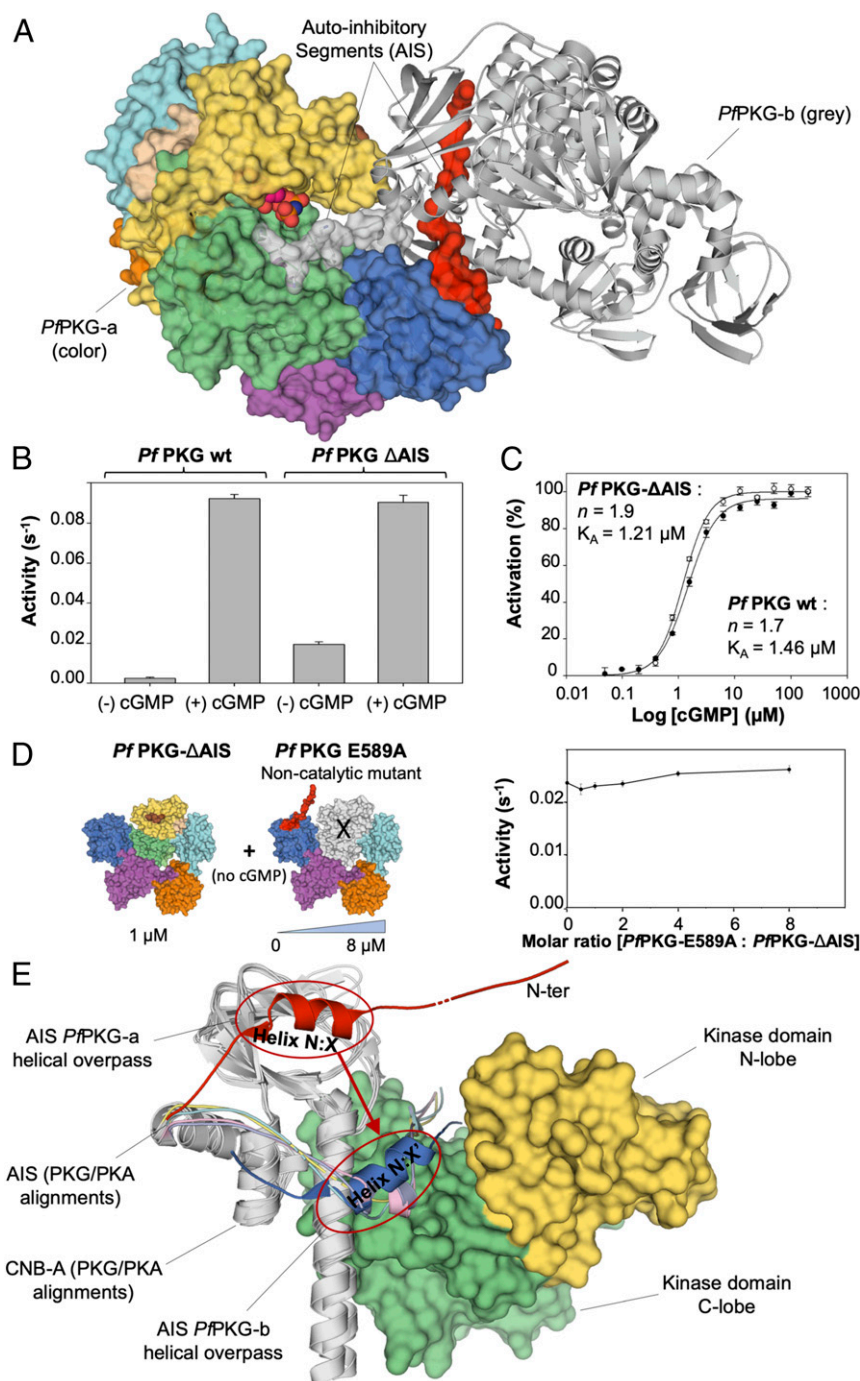 A
Auto-inhibitory
Segments (AIS)
PfPKG-b (grey)
PfPKG-a
(color)
B
Pf PKG wt
Pf PKG ΔAIS
Activity (s⁻¹)
0.08
0.06
0.04
0.02
0.00
(-) cGMP
(+) cGMP
(-) cGMP
(+) cGMP
C
Activation (%)
100
80
60
40
20
0
Pf PKG-ΔAIS :
n = 1.9
K_A = 1.21 µM
Pf PKG wt :
n = 1.7
K_A = 1.46 µM
0.01
0.1
1
10
100
1000
Log [cGMP] (µM)
D
Pf PKG-ΔAIS
Pf PKG E589A
Non-catalytic mutant
X
+
(no cGMP)
1 µM
0
8 µM
Activity (s⁻¹)
0.02
0.01
0.00
0
2
4
6
8
Molar ratio [PfPKG-E589A : PfPKG-ΔAIS]
E
N-ter
AIS PfPKG-a
helical overpass
Helix N:X
Kinase domain
N-lobe
AIS (PKG/PKA
alignments)
Helix N:X'
CNB-A (PKG/PKA
alignments)
AIS PfPKG-b
helical overpass
Kinase domain
C-lobe